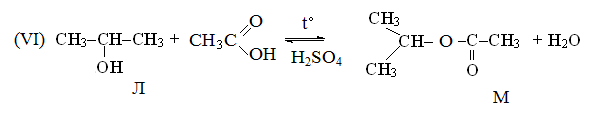 (VI) CH₃–CH–CH₃ + CH₃C O OH t° H₂SO₄ CH₃ CH– O –C–CH₃ + H₂O
OH CH₃ O
Л М